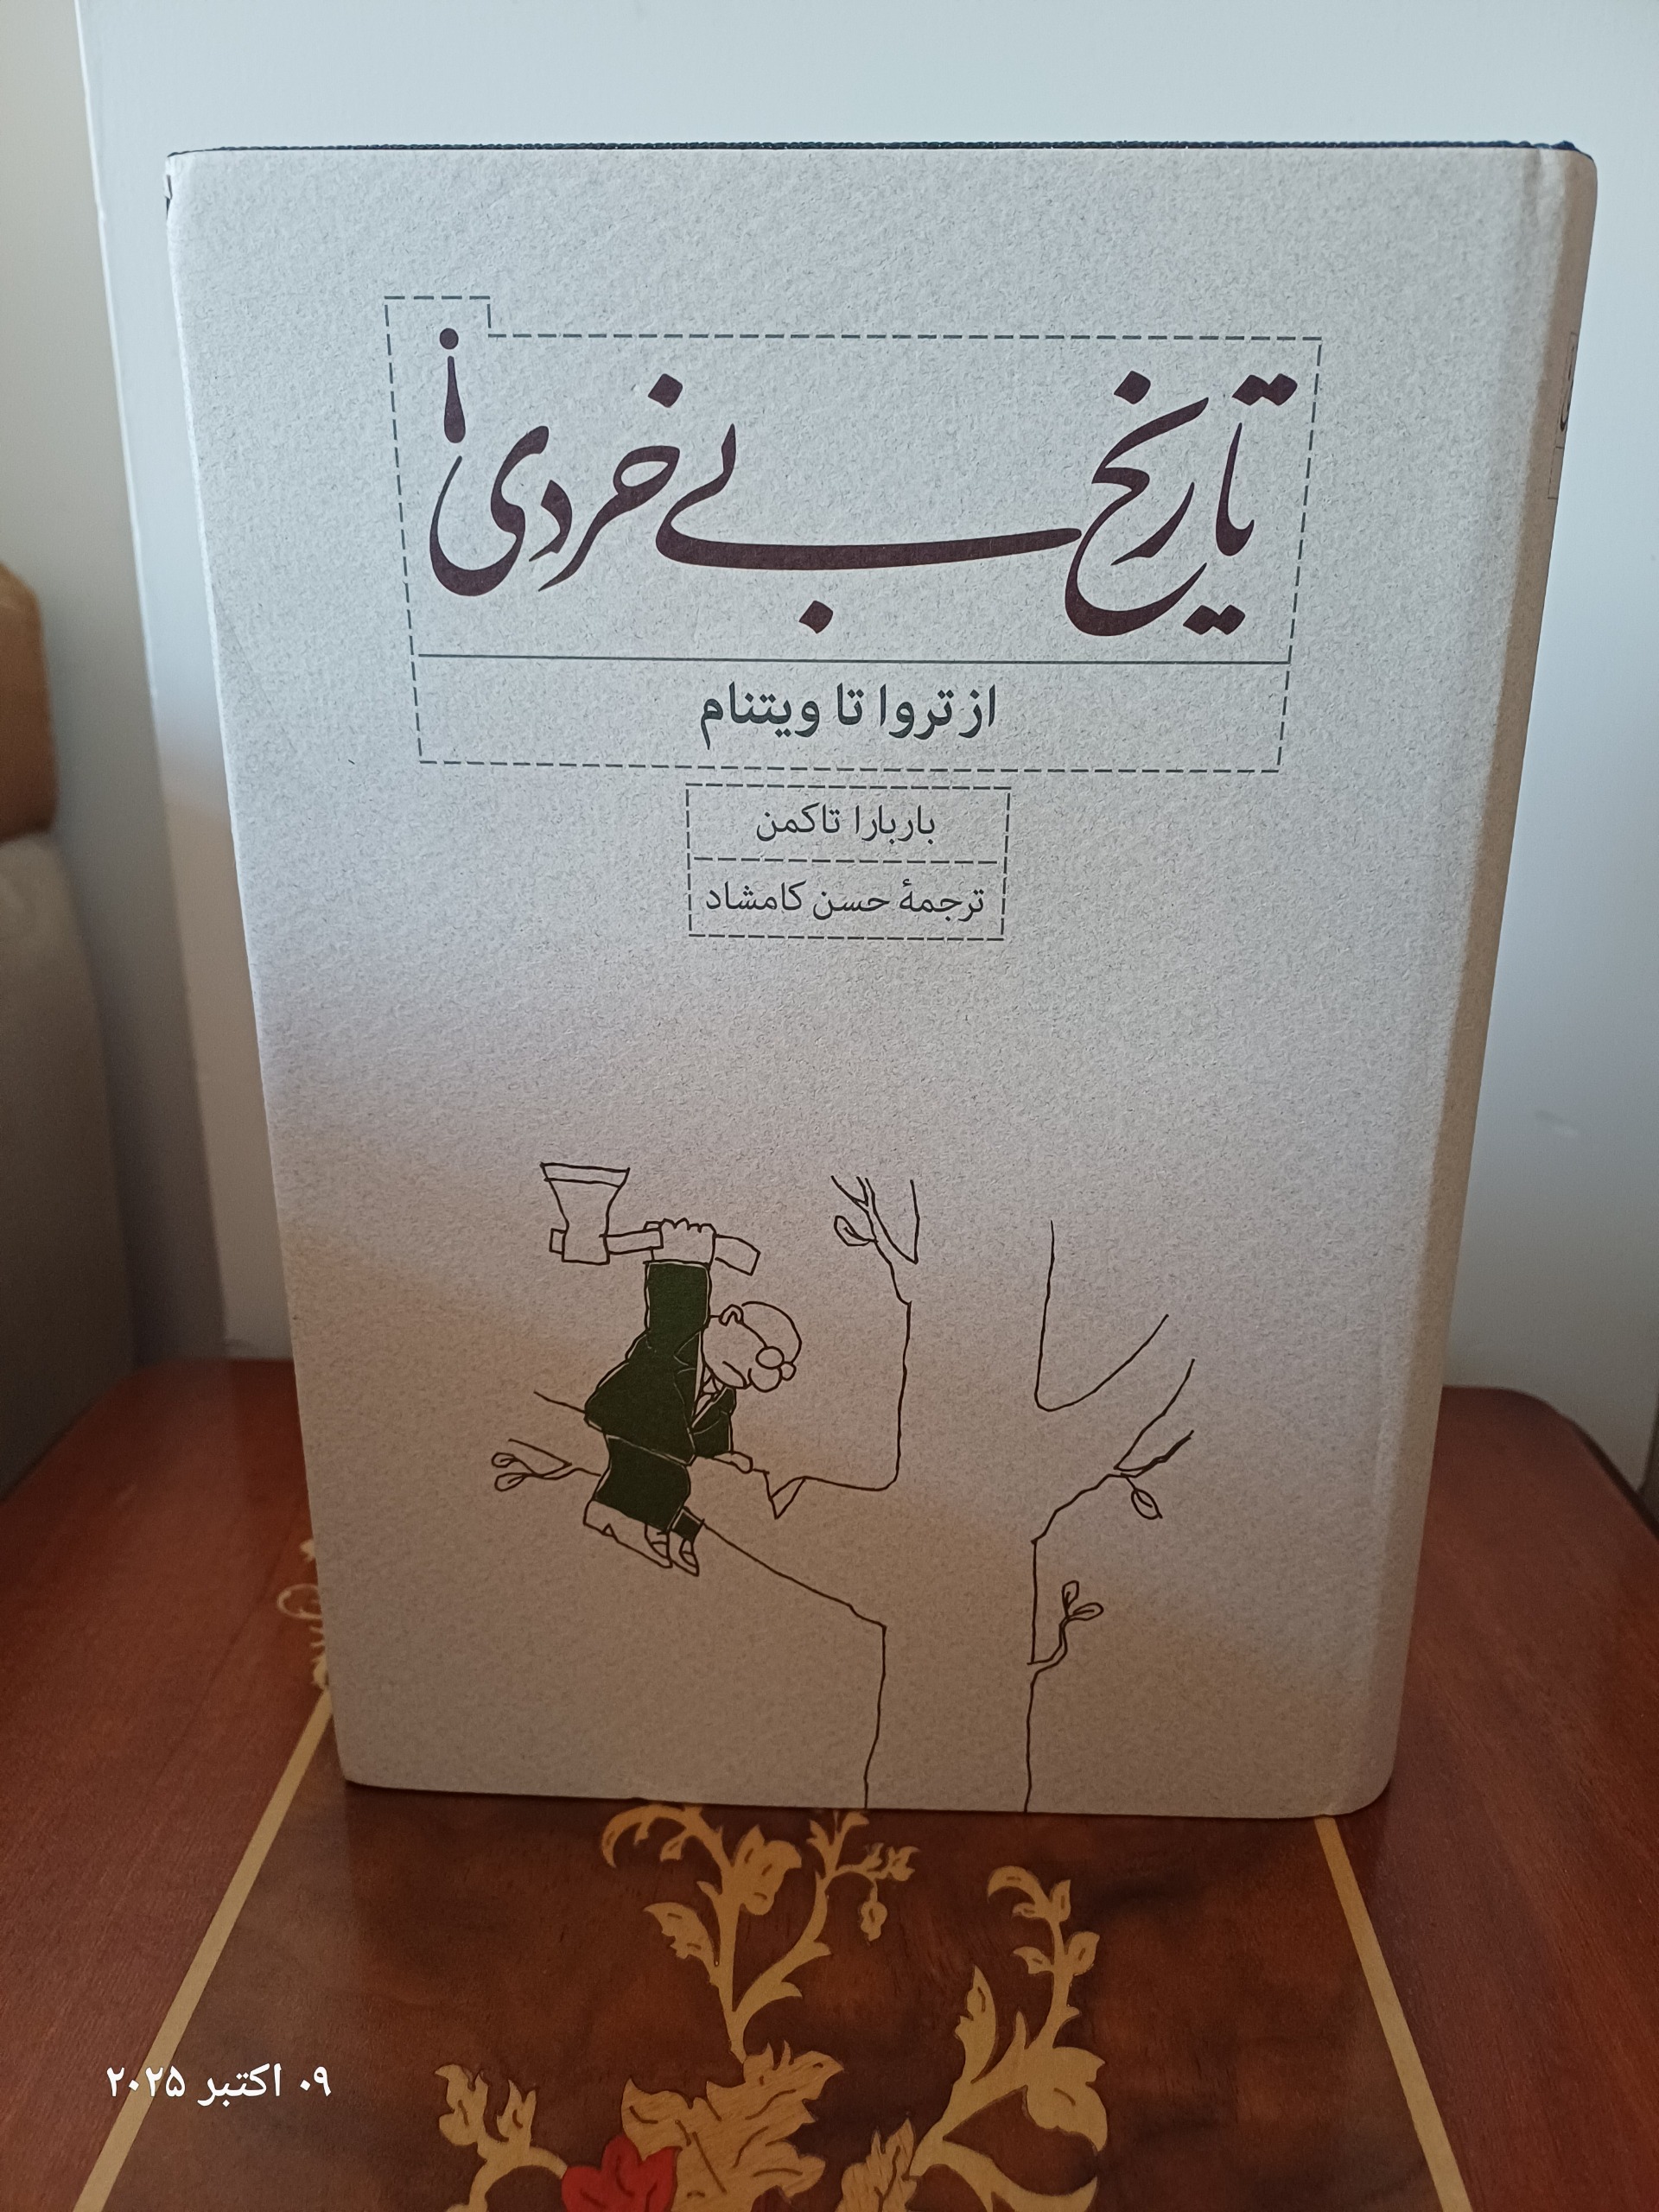 تاریخ بی‌خردی!
از تروا تا ویتنام
باربارا تاکمن
ترجمهٔ حسن کامشاد
۰۹ اکتبر ۲۰۲۵